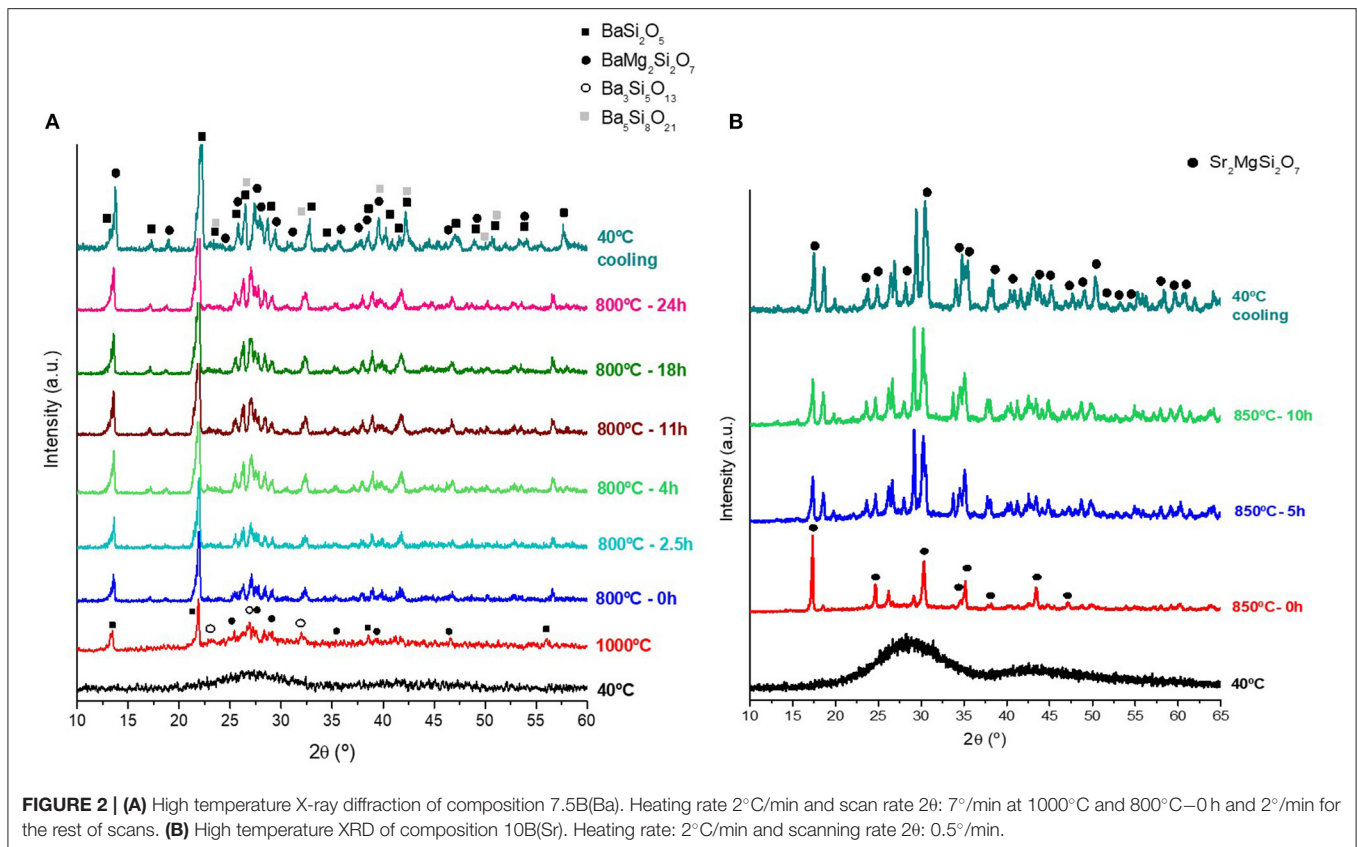 ■ BaSi₂O₅
● BaMg₂Si₂O₇
○ Ba₃Si₅O₁₃
■ Ba₅Si₈O₂₁
A
Intensity (a.u.)
40ºC
cooling
800ºC - 24h
800ºC - 18h
800ºC - 11h
800ºC - 4h
800ºC - 2.5h
800ºC - 0h
1000ºC
40ºC
10 15 20 25 30 35 40 45 50 55 60
2θ (º)
B
● Sr₂MgSi₂O₇
Intensity (a.u.)
40ºC
cooling
850ºC - 10h
850ºC - 5h
850ºC - 0h
40ºC
10 15 20 25 30 35 40 45 50 55 60 65
2θ (º)
FIGURE 2 | (A) High temperature X-ray diffraction of composition 7.5B(Ba). Heating rate 2°C/min and scan rate 2θ: 7°/min at 1000°C and 800°C–0 h and 2°/min for
the rest of scans. (B) High temperature XRD of composition 10B(Sr). Heating rate: 2°C/min and scanning rate 2θ: 0.5°/min.